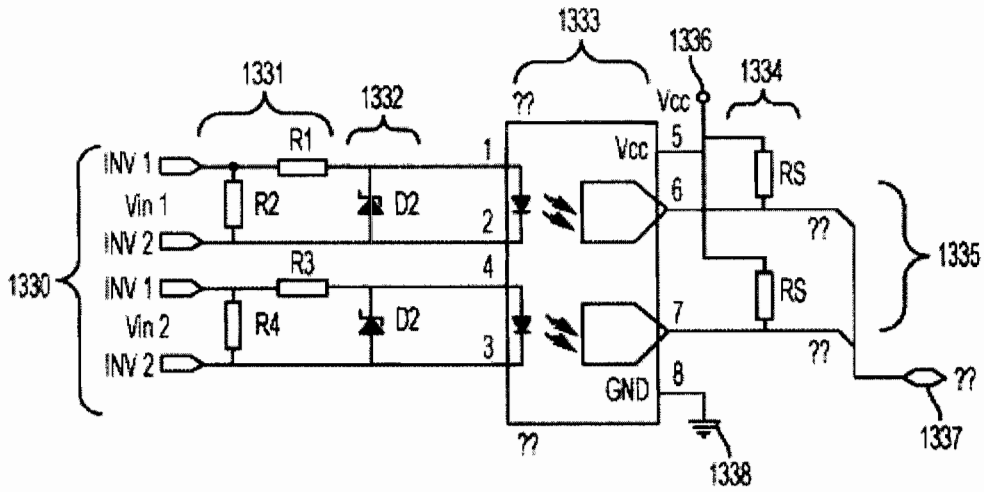 1333
1336
1334
1331
1332
??
Vcc
R1
1
5
INV 1
Vcc
RS
Vin 1
R2
D2
6
INV 2
2
??
1335
1330
R3
4
INV 1
RS
Vin 2
R4
D2
7
INV 2
3
??
8
GND
??
??
1337
1338